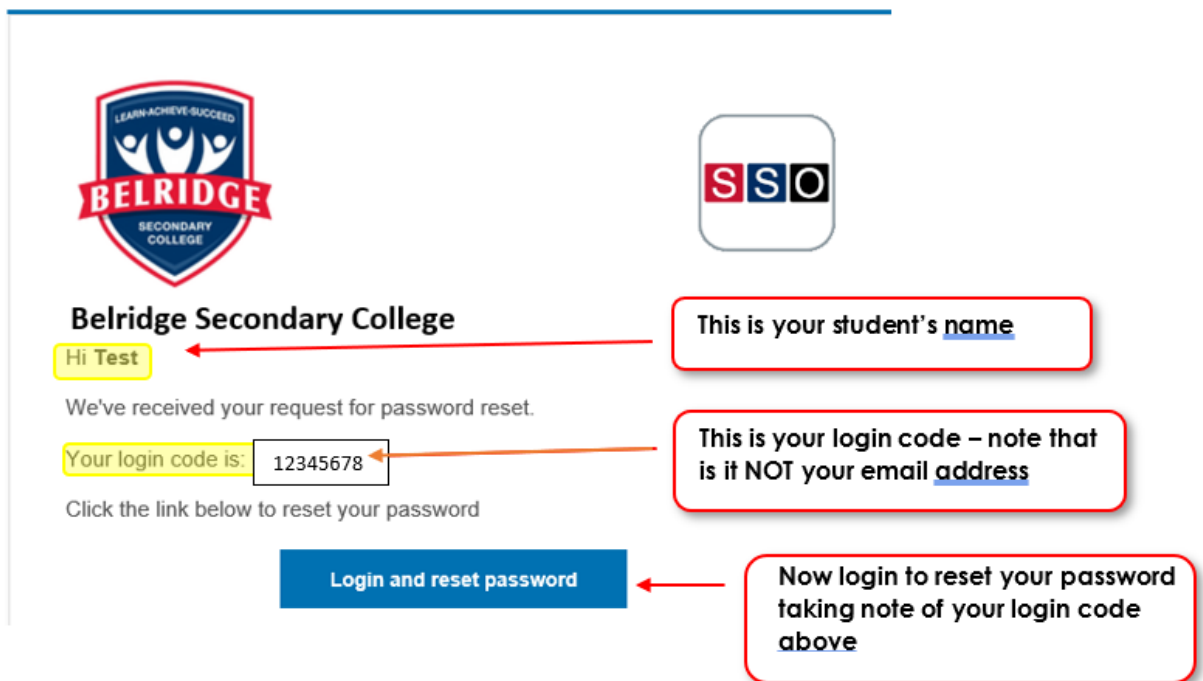 LEARN-ACHIEVE-SUCCEED
BELRIDGE
SECONDARY
COLLEGE
SSO
Belridge Secondary College
Hi Test
This is your student's name
We've received your request for password reset.
Your login code is: 12345678
This is your login code – note that
is it NOT your email address
Click the link below to reset your password
Login and reset password
Now login to reset your password
taking note of your login code
above